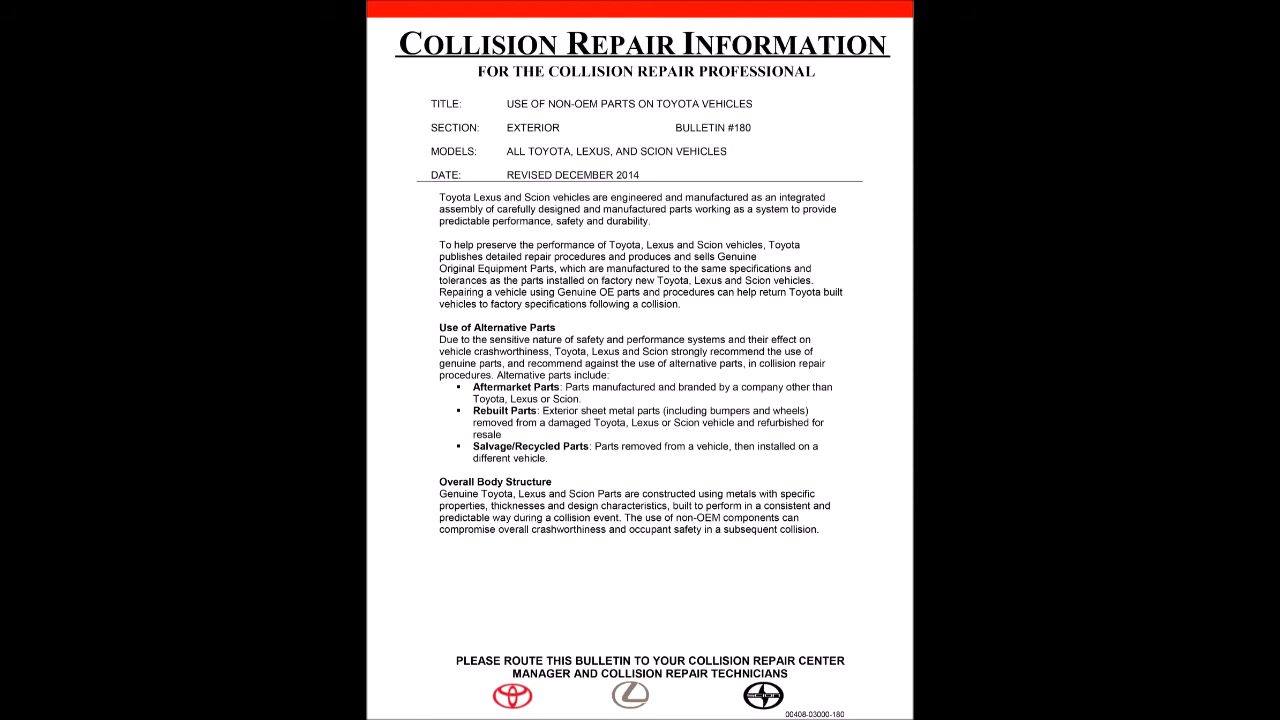 COLLISION REPAIR INFORMATION
FOR THE COLLISION REPAIR PROFESSIONAL
TITLE: USE OF NON-OEM PARTS ON TOYOTA VEHICLES
SECTION: EXTERIOR BULLETIN #180
MODELS: ALL TOYOTA, LEXUS, AND SCION VEHICLES
DATE: REVISED DECEMBER 2014
Toyota Lexus and Scion vehicles are engineered and manufactured as an integrated
assembly of carefully designed and manufactured parts working as a system to provide
predictable performance, safety and durability.
To help preserve the performance of Toyota, Lexus and Scion vehicles, Toyota
publishes detailed repair procedures and produces and sells Genuine
Original Equipment Parts, which are manufactured to the same specifications and
tolerances as the parts installed on factory new Toyota, Lexus and Scion vehicles.
Repairing a vehicle using Genuine OE parts and procedures can help return Toyota built
vehicles to factory specifications following a collision.
Use of Alternative Parts
Due to the sensitive nature of safety and performance systems and their effect on
vehicle crashworthiness, Toyota, Lexus and Scion strongly recommend the use of
genuine parts, and recommend against the use of alternative parts, in collision repair
procedures. Alternative parts include:
▪ Aftermarket Parts: Parts manufactured and branded by a company other than
Toyota, Lexus or Scion.
▪ Rebuilt Parts: Exterior sheet metal parts (including bumpers and wheels)
removed from a damaged Toyota, Lexus or Scion vehicle and refurbished for
resale
▪ Salvage/Recycled Parts: Parts removed from a vehicle, then installed on a
different vehicle.
Overall Body Structure
Genuine Toyota, Lexus and Scion Parts are constructed using metals with specific
properties, thicknesses and design characteristics, built to perform in a consistent and
predictable way during a collision event. The use of non-OEM components can
compromise overall crashworthiness and occupant safety in a subsequent collision.
PLEASE ROUTE THIS BULLETIN TO YOUR COLLISION REPAIR CENTER
MANAGER AND COLLISION REPAIR TECHNICIANS
SCION
00408-03000-180